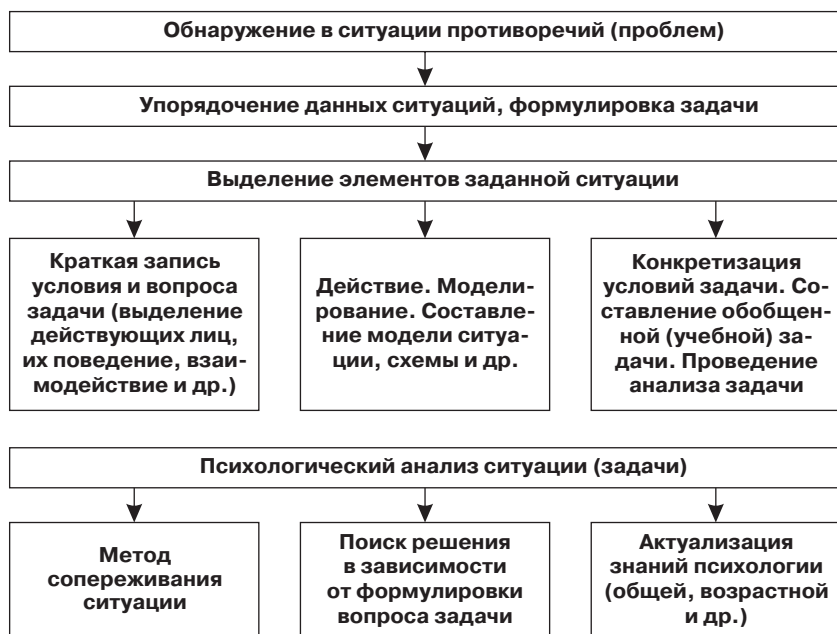 Обнаружение в ситуации противоречий (проблем)
Упорядочение данных ситуаций, формулировка задачи
Выделение элементов заданной ситуации
Краткая запись
условия и вопроса
задачи (выделение
действующих лиц,
их поведение, взаи-
модействие и др.)
Действие. Модели-
рование. Составле-
ние модели ситуа-
ции, схемы и др.
Конкретизация
условий задачи. Со-
ставление обобщен-
ной (учебной) за-
дачи. Проведение
анализа задачи
Психологический анализ ситуации (задачи)
Метод
сопереживания
ситуации
Поиск решения
в зависимости
от формулировки
вопроса задачи
Актуализация
знаний психологии
(общей, возрастной
и др.)